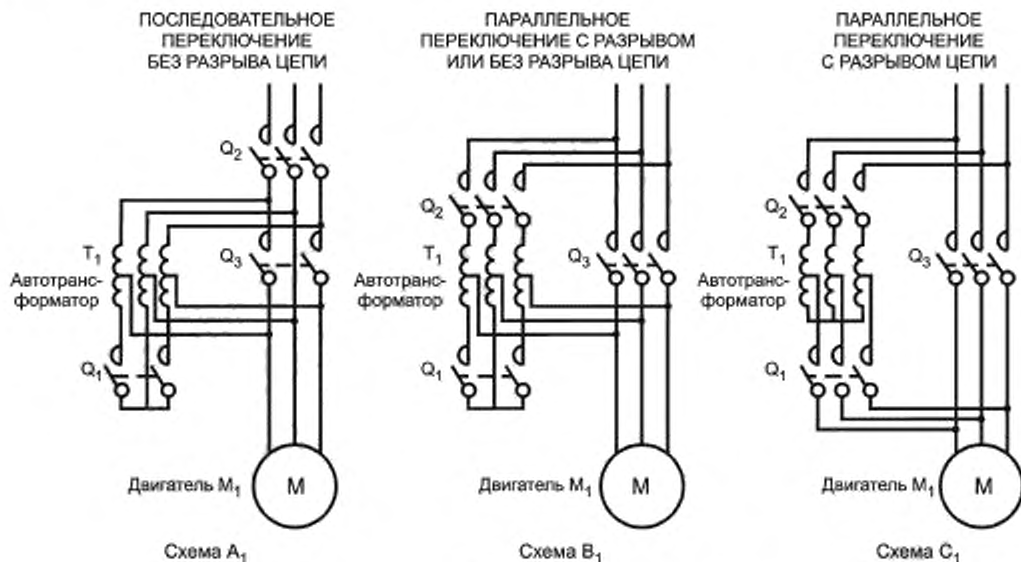 ПОСЛЕДОВАТЕЛЬНОЕ
ПЕРЕКЛЮЧЕНИЕ
БЕЗ РАЗРЫВА ЦЕПИ
Q2
T1
Автотранс-
форматор
Q3
Q1
Двигатель M1
M
Схема A1
ПАРАЛЛЕЛЬНОЕ
ПЕРЕКЛЮЧЕНИЕ С РАЗРЫВОМ
ИЛИ БЕЗ РАЗРЫВА ЦЕПИ
Q2
T1
Автотранс-
форматор
Q3
Q1
Двигатель M1
M
Схема B1
ПАРАЛЛЕЛЬНОЕ
ПЕРЕКЛЮЧЕНИЕ
С РАЗРЫВОМ ЦЕПИ
Q2
T1
Автотранс-
форматор
Q3
Q1
Двигатель M1
M
Схема C1